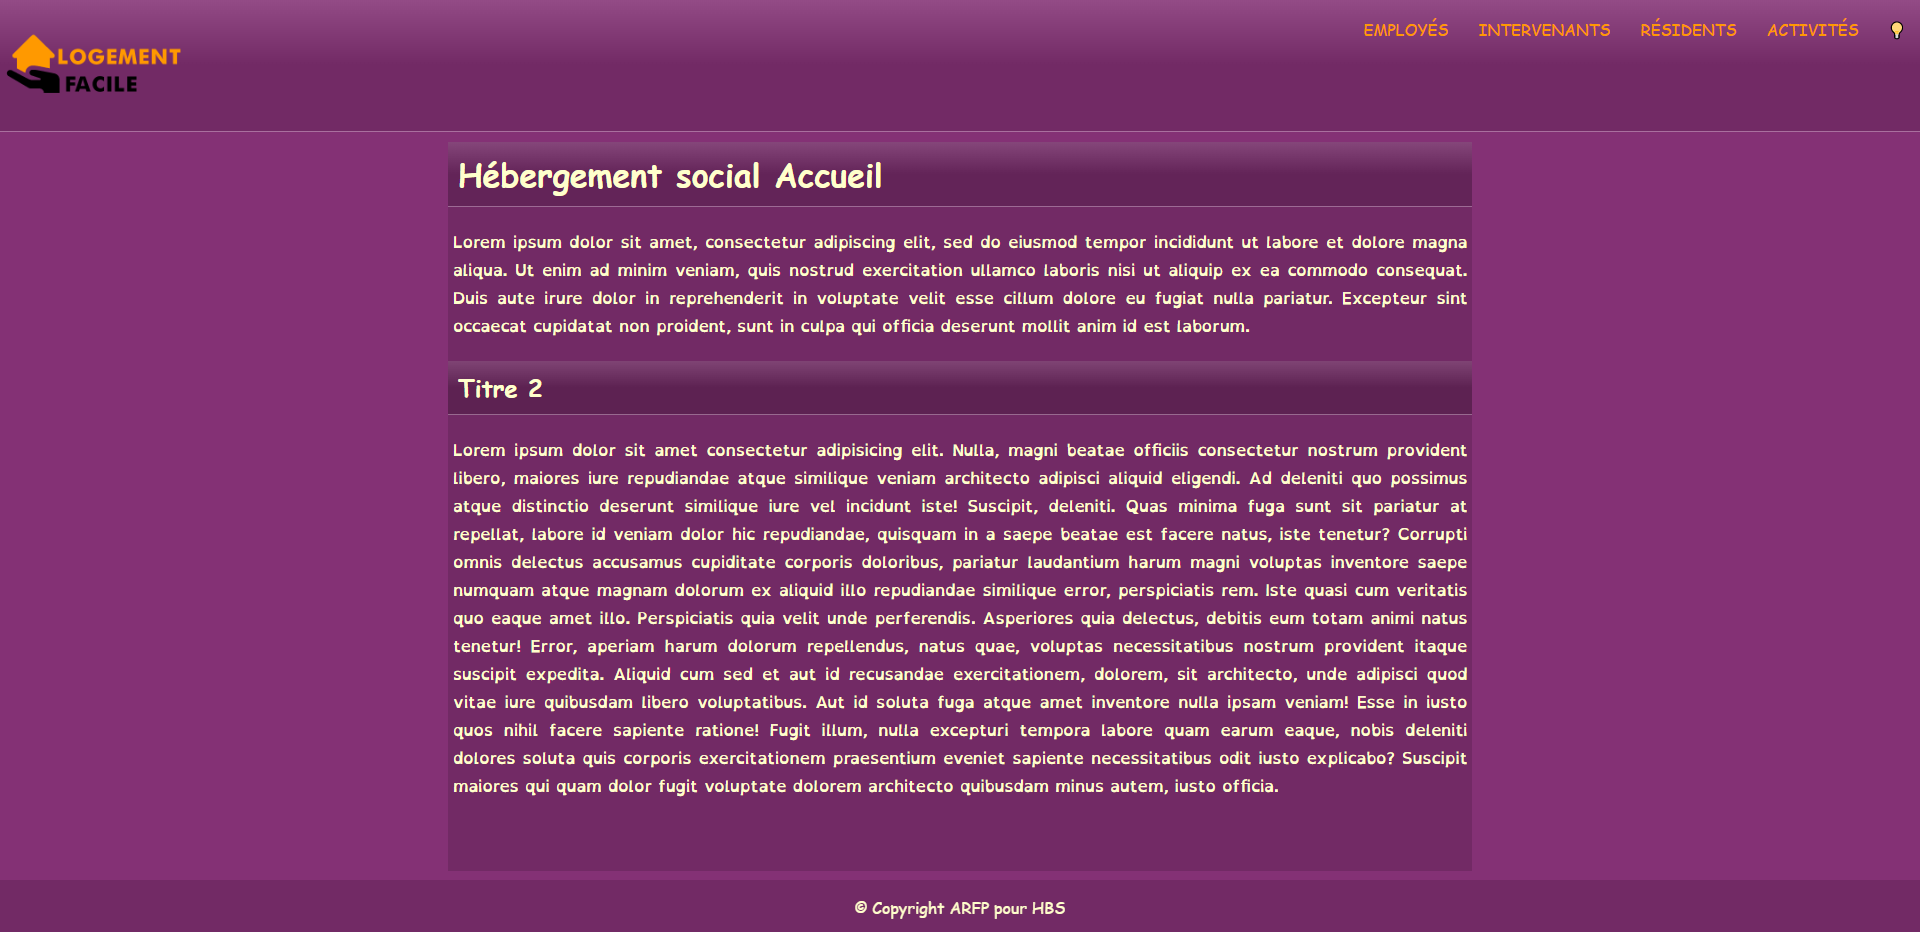 EMPLOYÉS INTERVENANTS RÉSIDENTS ACTIVITÉS
LOGEMENT
FACILE
Hébergement social Accueil
Lorem ipsum dolor sit amet, consectetur adipiscing elit, sed do eiusmod tempor incididunt ut labore et dolore magna
aliqua. Ut enim ad minim veniam, quis nostrud exercitation ullamco laboris nisi ut aliquip ex ea commodo consequat.
Duis aute irure dolor in reprehenderit in voluptate velit esse cillum dolore eu fugiat nulla pariatur. Excepteur sint
occaecat cupidatat non proident, sunt in culpa qui officia deserunt mollit anim id est laborum.
Titre 2
Lorem ipsum dolor sit amet consectetur adipisicing elit. Nulla, magni beatae officiis consectetur nostrum provident
libero, maiores iure repudiandae atque similique veniam architecto adipisci aliquid eligendi. Ad deleniti quo possimus
atque distinctio deserunt similique iure vel incidunt iste! Suscipit, deleniti. Quas minima fuga sunt sit pariatur at
repellat, labore id veniam dolor hic repudiandae, quisquam in a saepe beatae est facere natus, iste tenetur? Corrupti
omnis delectus accusamus cupiditate corporis doloribus, pariatur laudantium harum magni voluptas inventore saepe
numquam atque magnam dolorum ex aliquid illo repudiandae similique error, perspiciatis rem. Iste quasi cum veritatis
quo eaque amet illo. Perspiciatis quia velit unde perferendis. Asperiores quia delectus, debitis eum totam animi natus
tenetur! Error, aperiam harum dolorum repellendus, natus quae, voluptas necessitatibus nostrum provident itaque
suscipit expedita. Aliquid cum sed et aut id recusandae exercitationem, dolorem, sit architecto, unde adipisci quod
vitae iure quibusdam libero voluptatibus. Aut id soluta fuga atque amet inventore nulla ipsam veniam! Esse in iusto
quos nihil facere sapiente ratione! Fugit illum, nulla excepturi tempora labore quam earum eaque, nobis deleniti
dolores soluta quis corporis exercitationem praesentium eveniet sapiente necessitatibus odit iusto explicabo? Suscipit
maiores qui quam dolor fugit voluptate dolorem architecto quibusdam minus autem, iusto officia.
© Copyright ARFP pour HBS